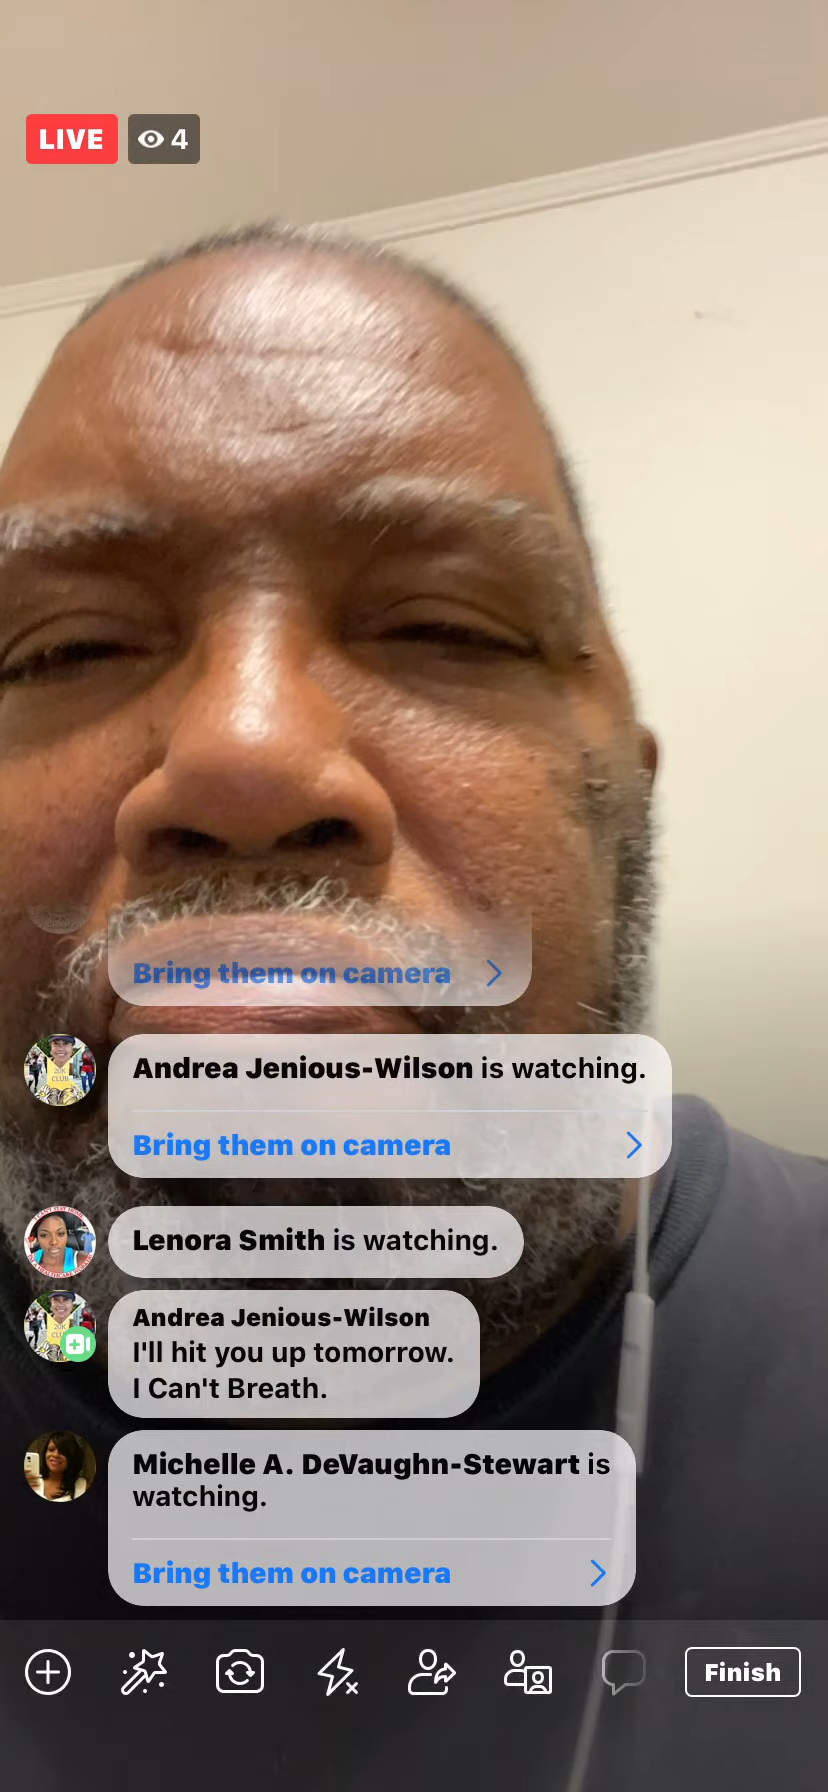 LIVE 4
Bring them on camera
Andrea Jenious-Wilson is watching.
Bring them on camera
Lenora Smith is watching.
Andrea Jenious-Wilson
I'll hit you up tomorrow.
I Can't Breath.
Michelle A. DeVaughn-Stewart is
watching.
Bring them on camera
Finish
20K
CLUB